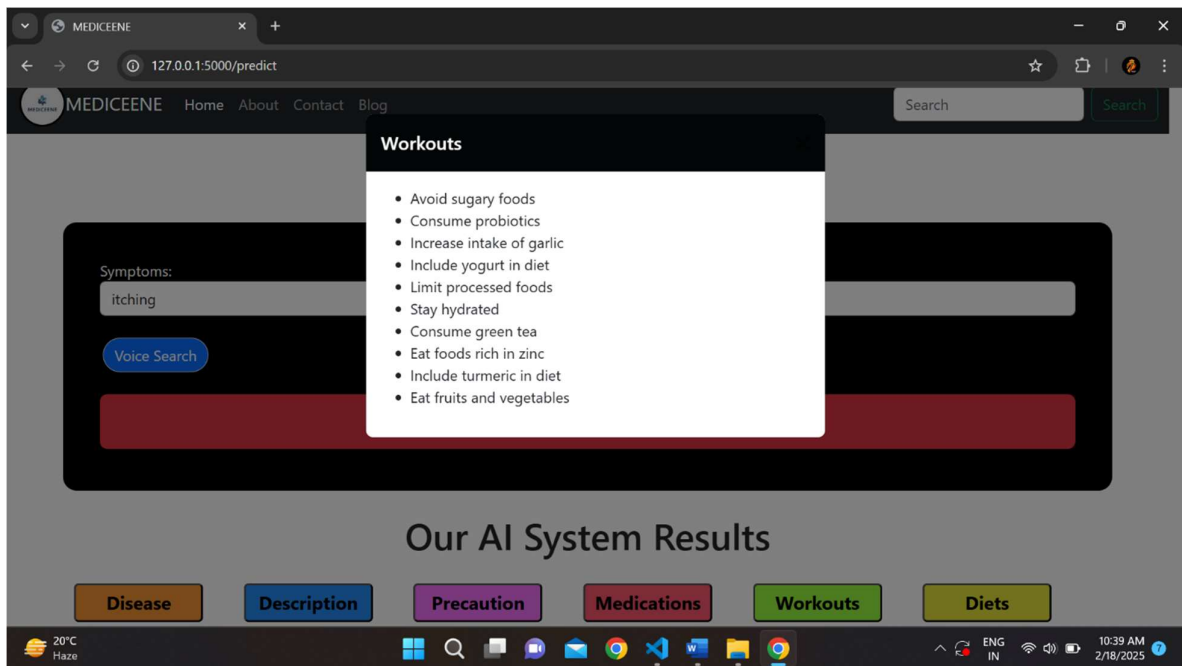 MEDICEENE
127.0.0.1:5000/predict
MEDICEENE
MEDICEENE Home About Contact Blog
Search Search
Workouts
Avoid sugary foods
Consume probiotics
Increase intake of garlic
Include yogurt in diet
Limit processed foods
Stay hydrated
Consume green tea
Eat foods rich in zinc
Include turmeric in diet
Eat fruits and vegetables
Symptoms:
itching
Voice Search
Our AI System Results
Disease Description Precaution Medications Workouts Diets
20°C
Haze
ENG
IN
10:39 AM
2/18/2025
7